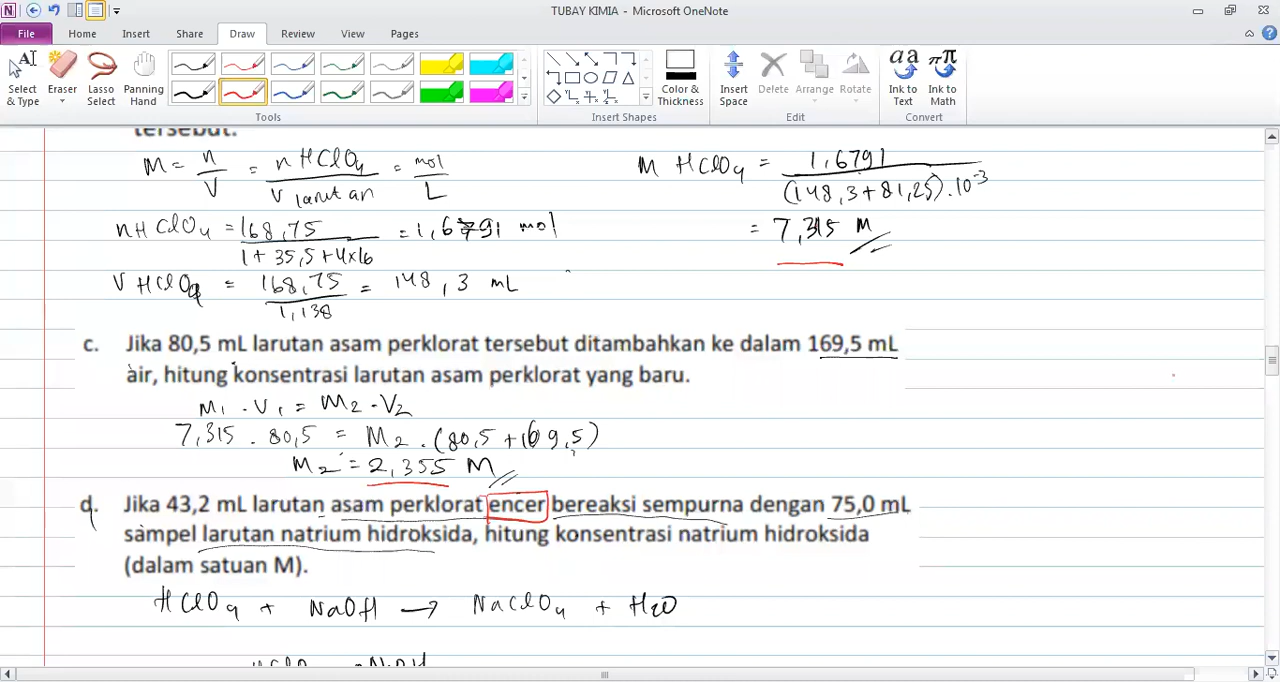 TUBAY KIMIA - Microsoft OneNote
File Home Insert Share Draw Review View Pages
Select & Type Eraser Lasso Select Panning Hand Color & Thickness Insert Space Delete Arrange Rotate Ink to Text Ink to Math
Tools Insert Shapes Edit Convert
tersebut.
M = n/V = n HClO4 / V larutan = mol/L
M HClO4 = 1,6791 / (148,3+81,25).10^-3
= 7,315 M
n HClO4 = 168,75 / 1+35,5+4x16 = 1,6791 mol
V HClO4 = 168,75 / 1,138 = 148,3 mL
c. Jika 80,5 mL larutan asam perklorat tersebut ditambahkan ke dalam 169,5 mL
air, hitung konsentrasi larutan asam perklorat yang baru.
M1 . V1 = M2 . V2
7,315 . 80,5 = M2 . (80,5+169,5)
M2 = 2,355 M
d. Jika 43,2 mL larutan asam perklorat encer bereaksi sempurna dengan 75,0 mL
sampel larutan natrium hidroksida, hitung konsentrasi natrium hidroksida
(dalam satuan M).
HClO4 + NaOH → NaClO4 + H2O